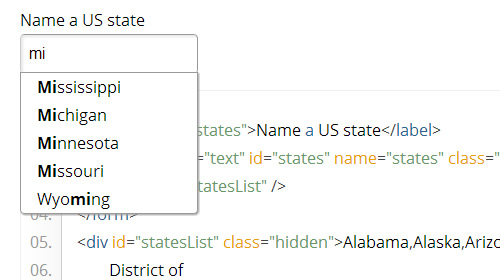 Name a US state
mi
Mississippi
Michigan
Minnesota
Missouri
Wyoming
states">Name a US state</label>
="text" id="states" name="states" class="
statesList" />
04. </form>
05. <div id="statesList" class="hidden">Alabama,Alaska,Arizo
06. District of